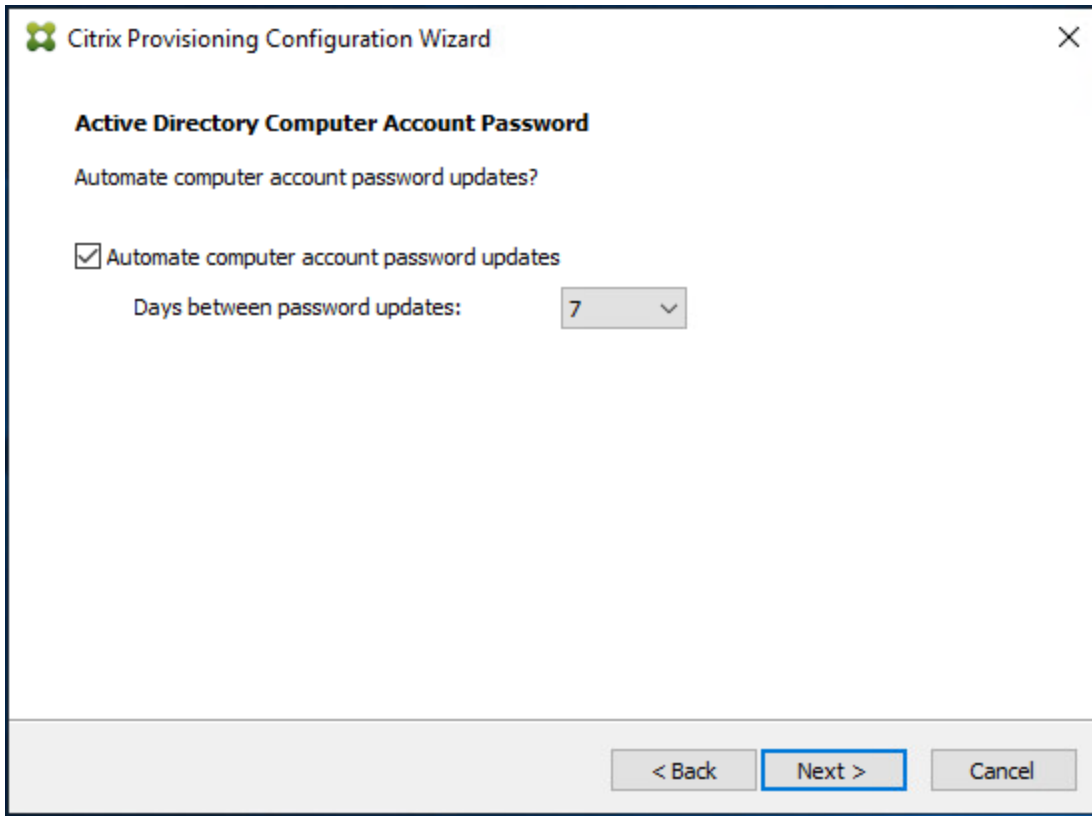 Citrix Provisioning Configuration Wizard
Active Directory Computer Account Password
Automate computer account password updates?
Automate computer account password updates
Days between password updates: 7
< Back Next > Cancel